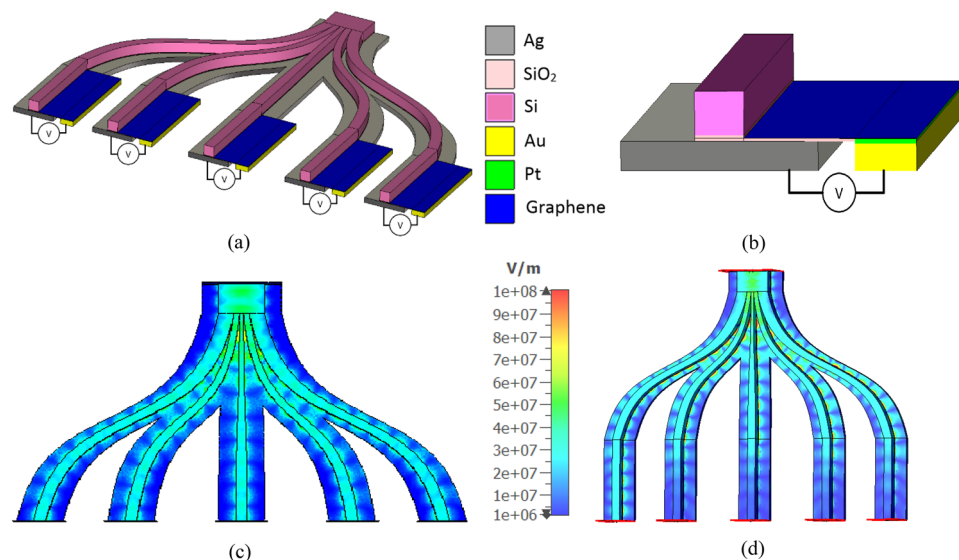 Ag
SiO₂
Si
Au
Pt
Graphene
V
V
V
V
V
V
(a)
(b)
V/m
1e+08
9e+07
8e+07
7e+07
6e+07
5e+07
4e+07
3e+07
2e+07
1e+07
1e+06
(c)
(d)